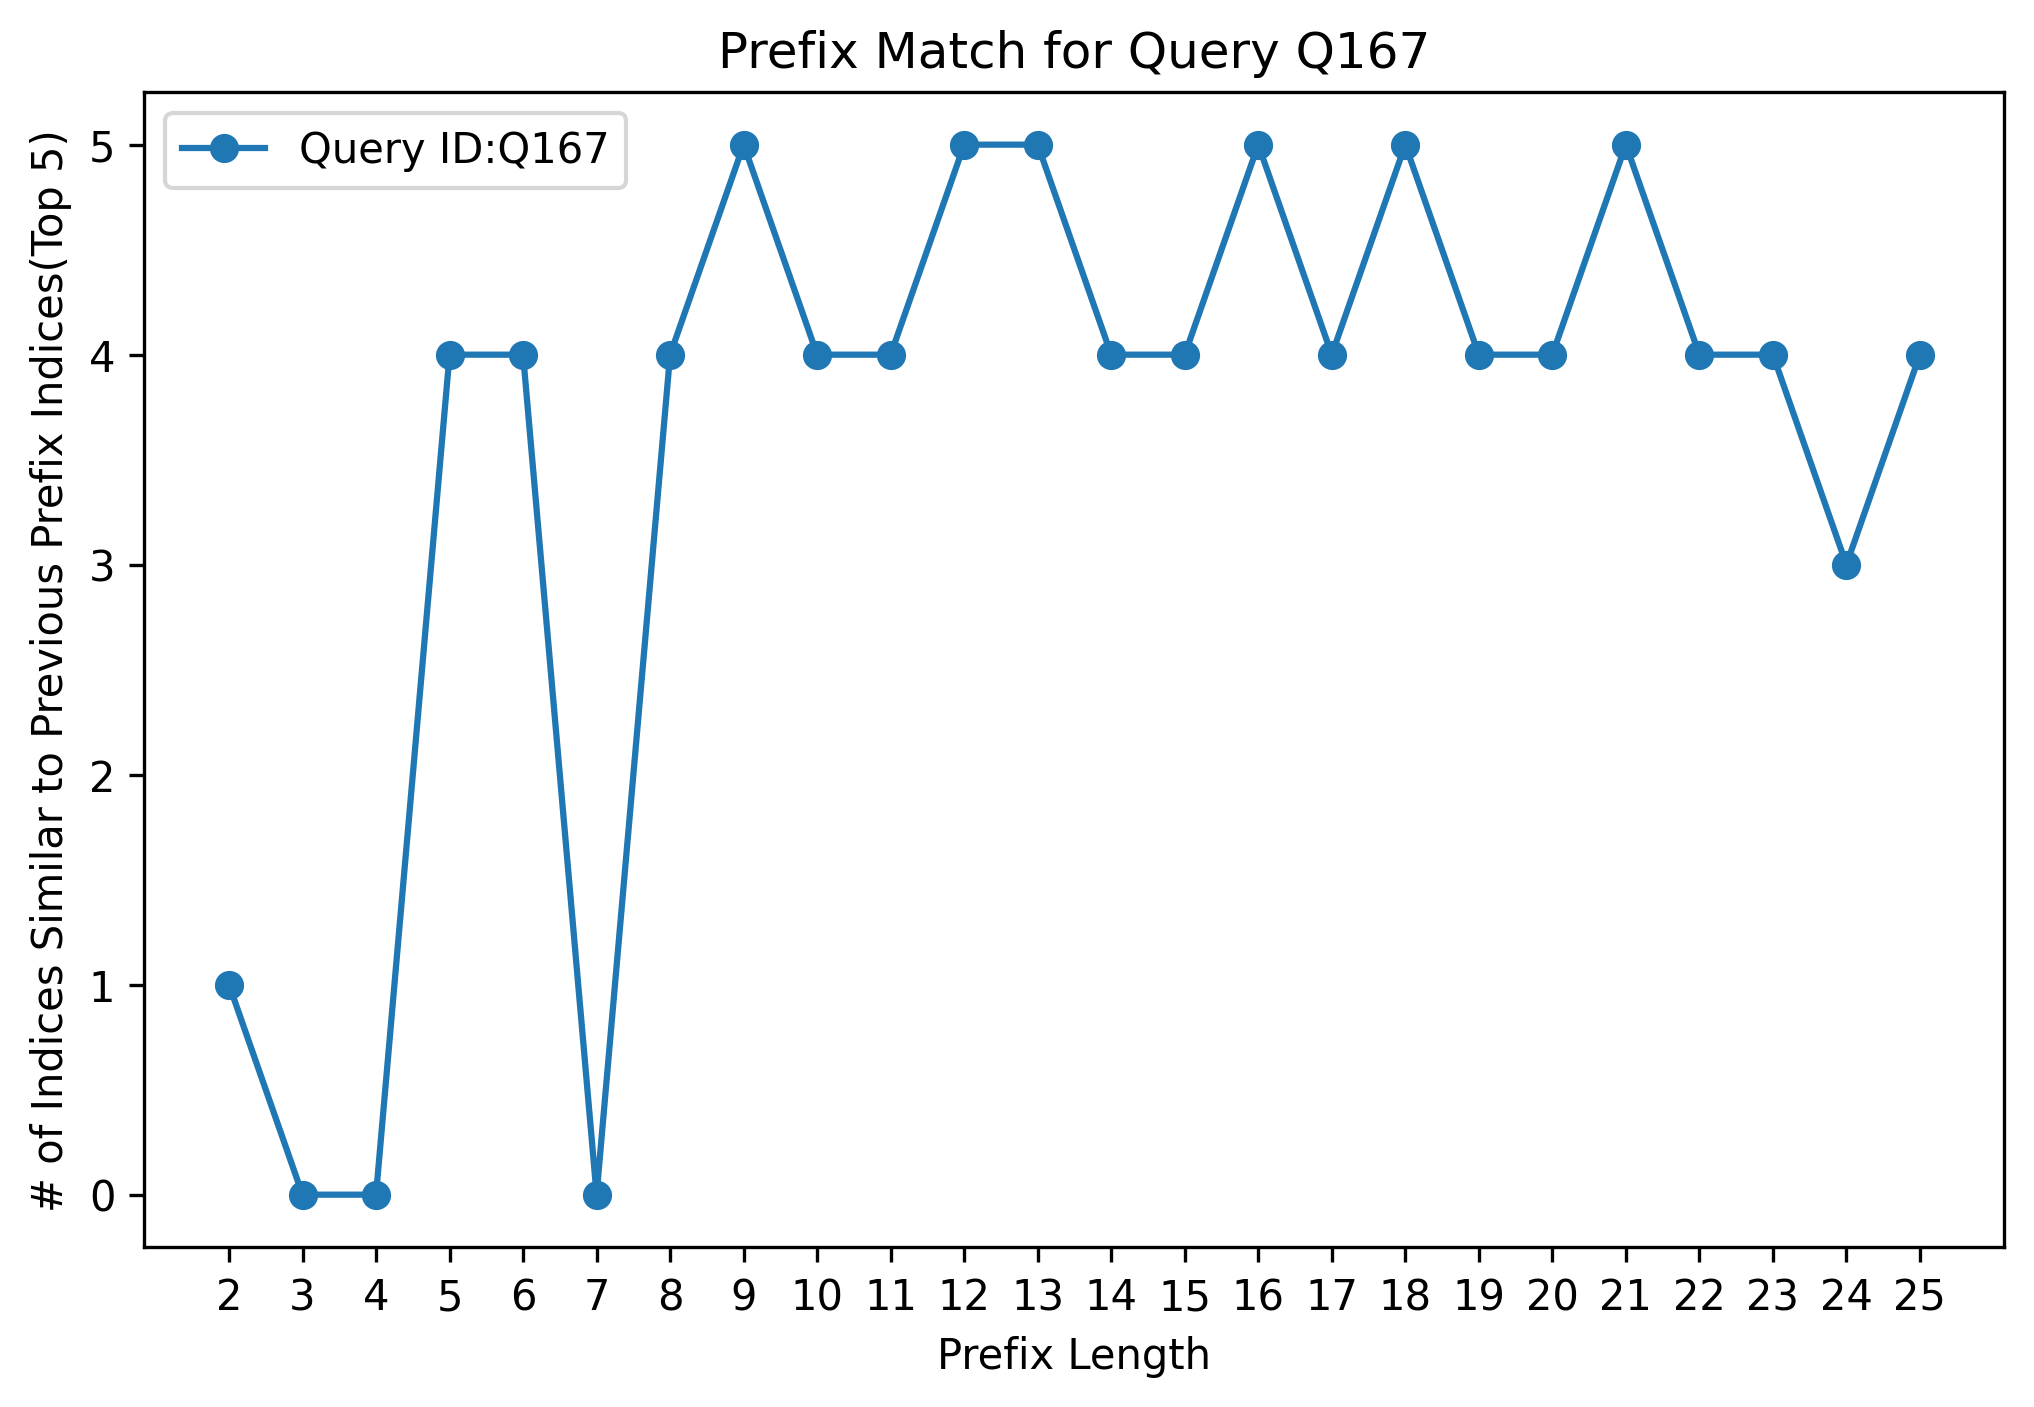 Prefix Match for Query Q167
Query ID:Q167
# of Indices Similar to Previous Prefix Indices(Top 5)
5
4
3
2
1
0
2 3 4 5 6 7 8 9 10 11 12 13 14 15 16 17 18 19 20 21 22 23 24 25
Prefix Length